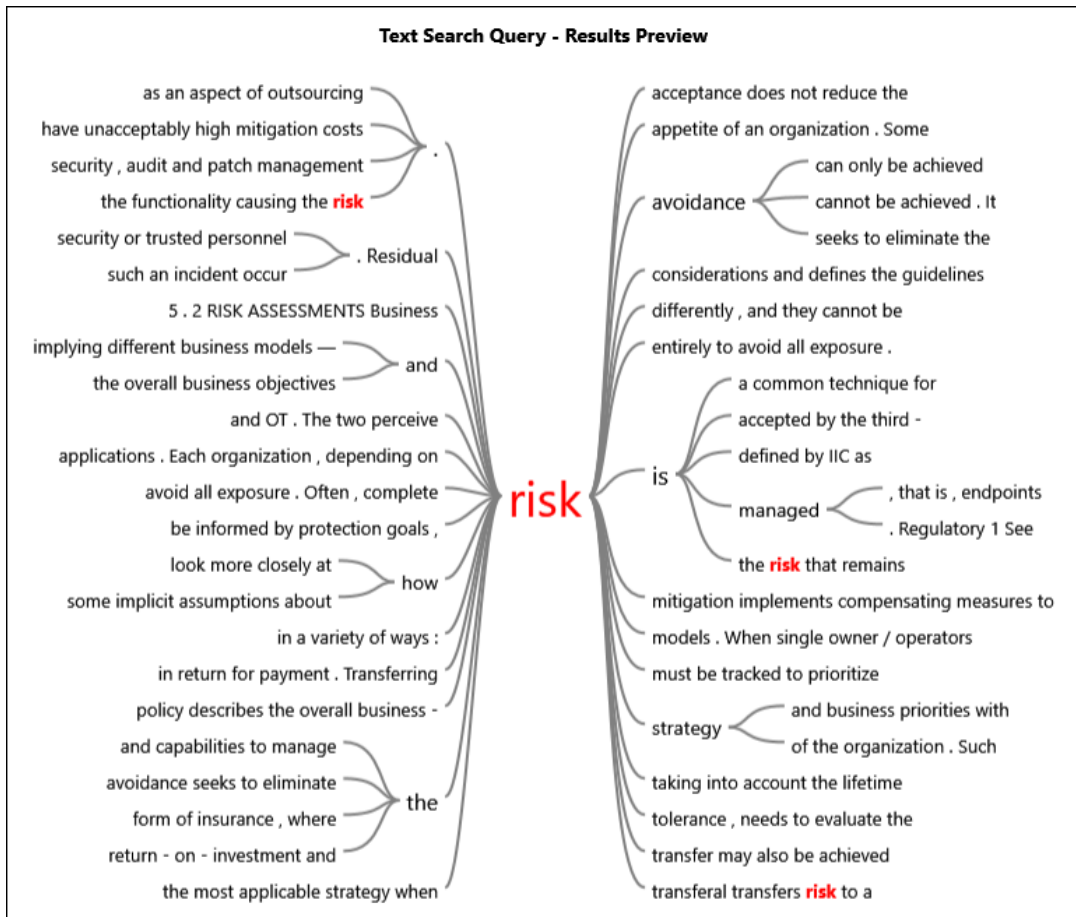 Text Search Query - Results Preview
as an aspect of outsourcing
have unacceptably high mitigation costs
security , audit and patch management
the functionality causing the risk
.
security or trusted personnel
such an incident occur
. Residual
5 . 2 RISK ASSESSMENTS Business
implying different business models —
the overall business objectives
and
and OT . The two perceive
applications . Each organization , depending on
avoid all exposure . Often , complete
be informed by protection goals ,
look more closely at
some implicit assumptions about
how
in a variety of ways :
in return for payment . Transferring
policy describes the overall business -
and capabilities to manage
avoidance seeks to eliminate
form of insurance , where
return - on - investment and
the
the most applicable strategy when
risk
acceptance does not reduce the
appetite of an organization . Some
avoidance
can only be achieved
cannot be achieved . It
seeks to eliminate the
considerations and defines the guidelines
differently , and they cannot be
entirely to avoid all exposure .
is
a common technique for
accepted by the third -
defined by IIC as
managed
, that is , endpoints
. Regulatory 1 See
the risk that remains
mitigation implements compensating measures to
models . When single owner / operators
must be tracked to prioritize
strategy
and business priorities with
of the organization . Such
taking into account the lifetime
tolerance , needs to evaluate the
transfer may also be achieved
transferal transfers risk to a